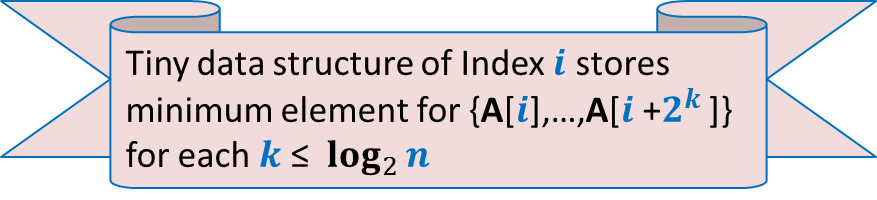 Tiny data structure of Index i stores
minimum element for {A[i],...,A[i +2^k ]}
for each k ≤ log₂ n